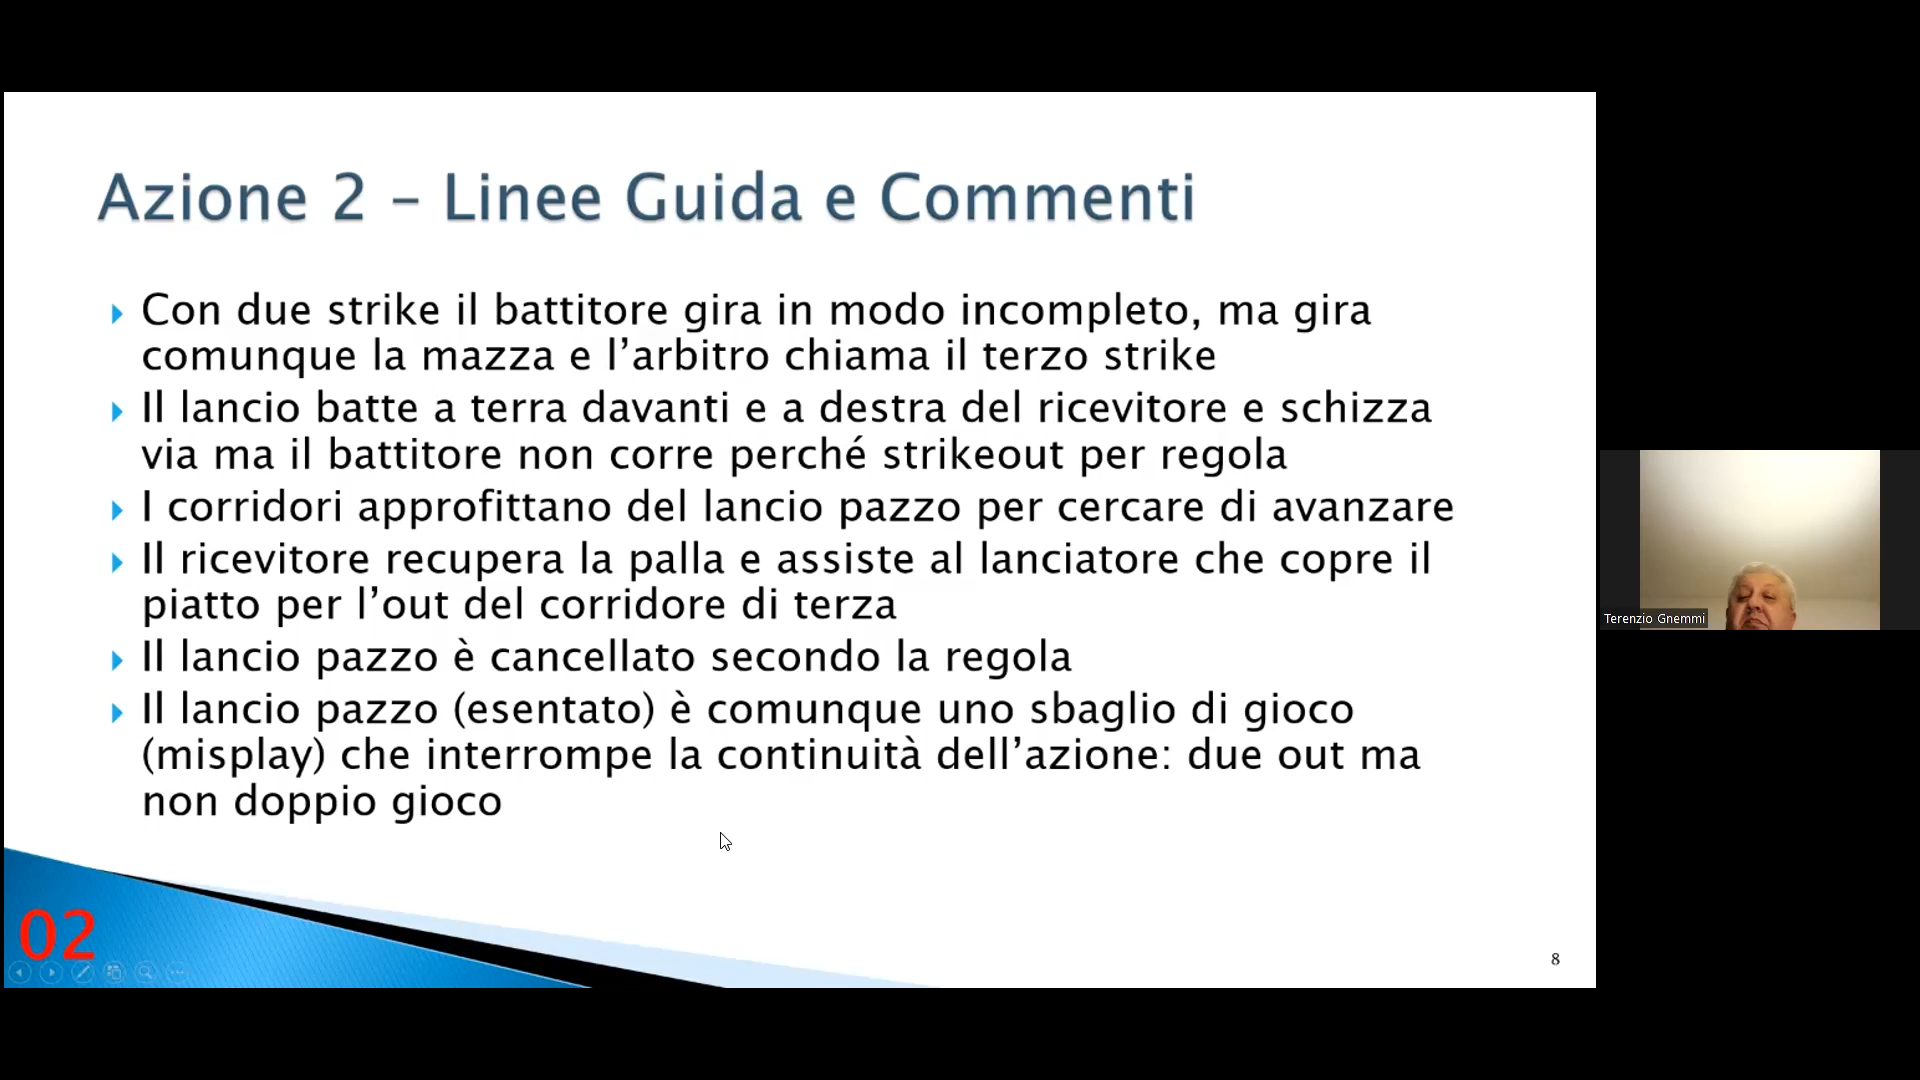 Azione 2 – Linee Guida e Commenti
Con due strike il battitore gira in modo incompleto, ma gira
comunque la mazza e l’arbitro chiama il terzo strike
Il lancio batte a terra davanti e a destra del ricevitore e schizza
via ma il battitore non corre perché strikeout per regola
I corridori approfittano del lancio pazzo per cercare di avanzare
Il ricevitore recupera la palla e assiste al lanciatore che copre il
piatto per l’out del corridore di terza
Il lancio pazzo è cancellato secondo la regola
Il lancio pazzo (esentato) è comunque uno sbaglio di gioco
(misplay) che interrompe la continuità dell’azione: due out ma
non doppio gioco
02
8
Terenzio Gnemmi